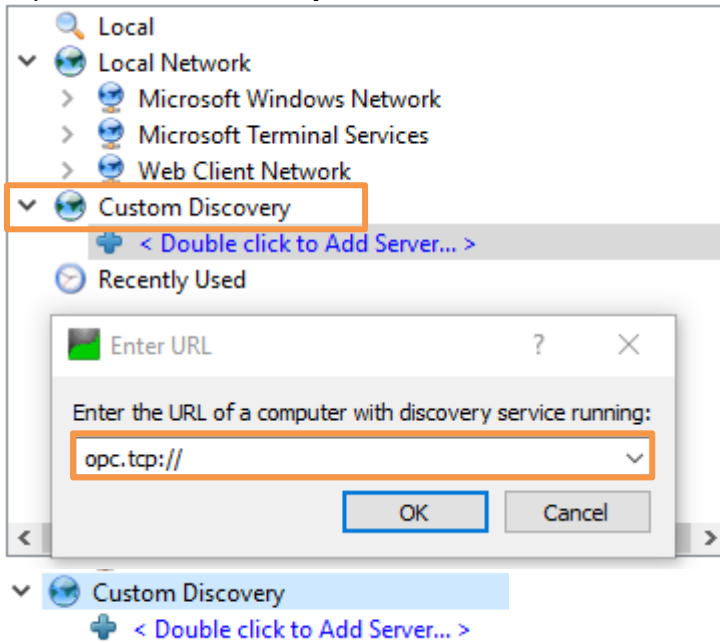 Local
Local Network
Microsoft Windows Network
Microsoft Terminal Services
Web Client Network
Custom Discovery
< Double click to Add Server... >
Recently Used
Enter URL
?
Enter the URL of a computer with discovery service running:
opc.tcp://
OK Cancel
Custom Discovery
< Double click to Add Server... >